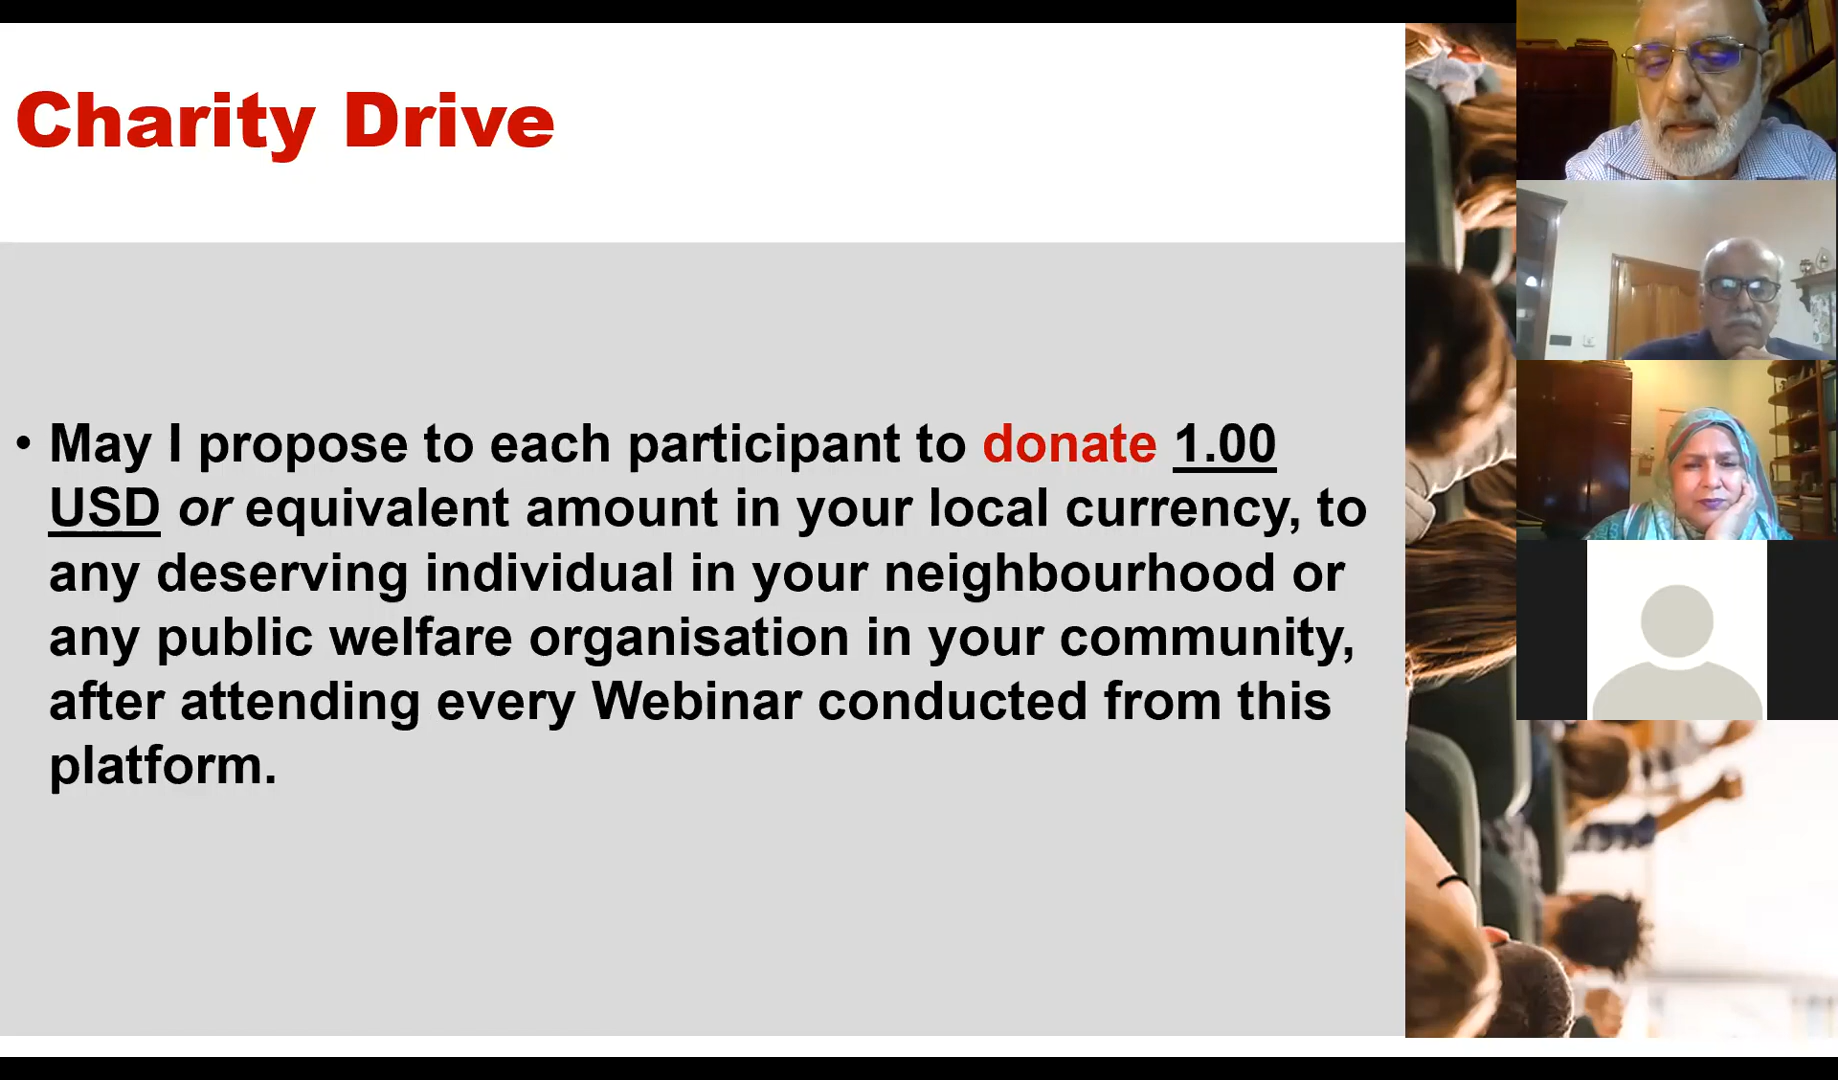 Charity Drive
• May I propose to each participant to donate 1.00
USD or equivalent amount in your local currency, to
any deserving individual in your neighbourhood or
any public welfare organisation in your community,
after attending every Webinar conducted from this
platform.